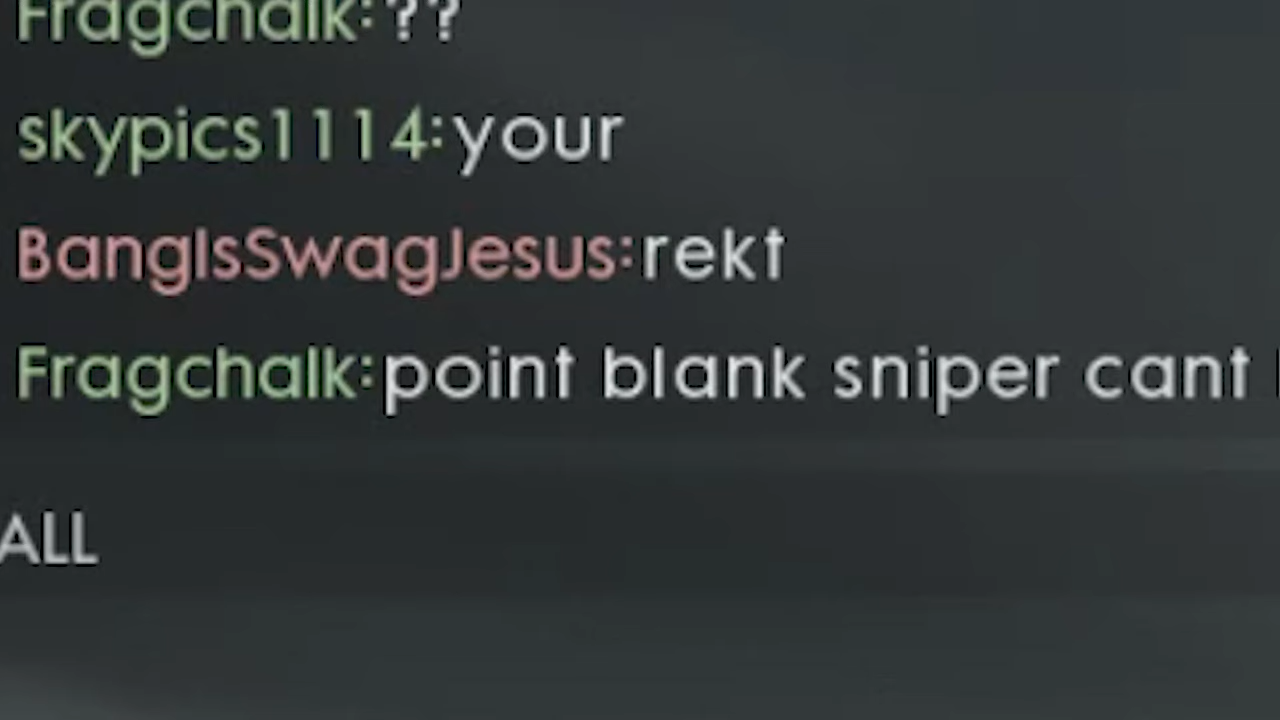 Fragchalk:??
skypics1114:your
BangIsSwagJesus:rekt
Fragchalk:point blank sniper cant
ALL